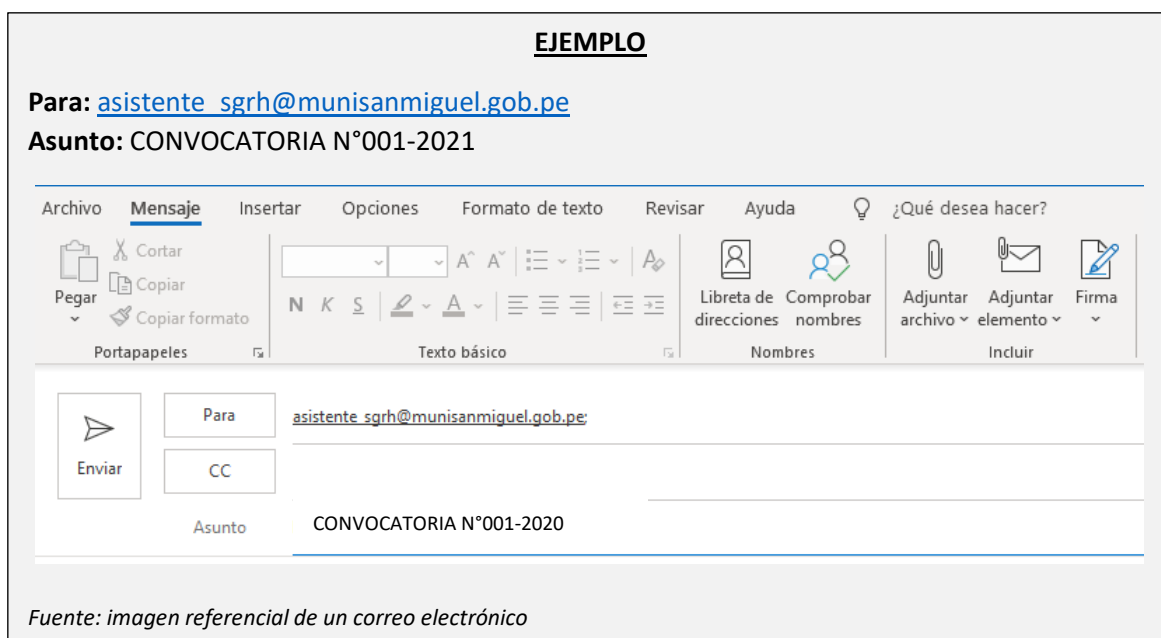 EJEMPLO
Para: asistente_sgrh@munisanmiguel.gob.pe
Asunto: CONVOCATORIA N°001-2021
Archivo Mensaje Insertar Opciones Formato de texto Revisar Ayuda ¿Qué desea hacer?
Pegar
Cortar
Copiar
Copiar formato
Portapapeles
N K S A
Texto básico
Libreta de direcciones
Comprobar nombres
Nombres
Adjuntar archivo
Adjuntar elemento
Firma
Incluir
Enviar
Para asistente_sgrh@munisanmiguel.gob.pe;
CC
Asunto CONVOCATORIA N°001-2020
Fuente: imagen referencial de un correo electrónico